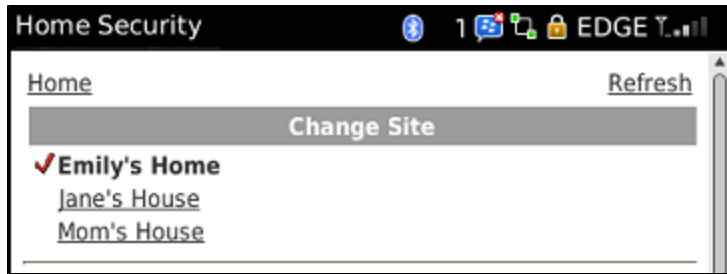 Home Security 1 EDGE
Home Refresh
Change Site
Emily's Home
Jane's House
Mom's House